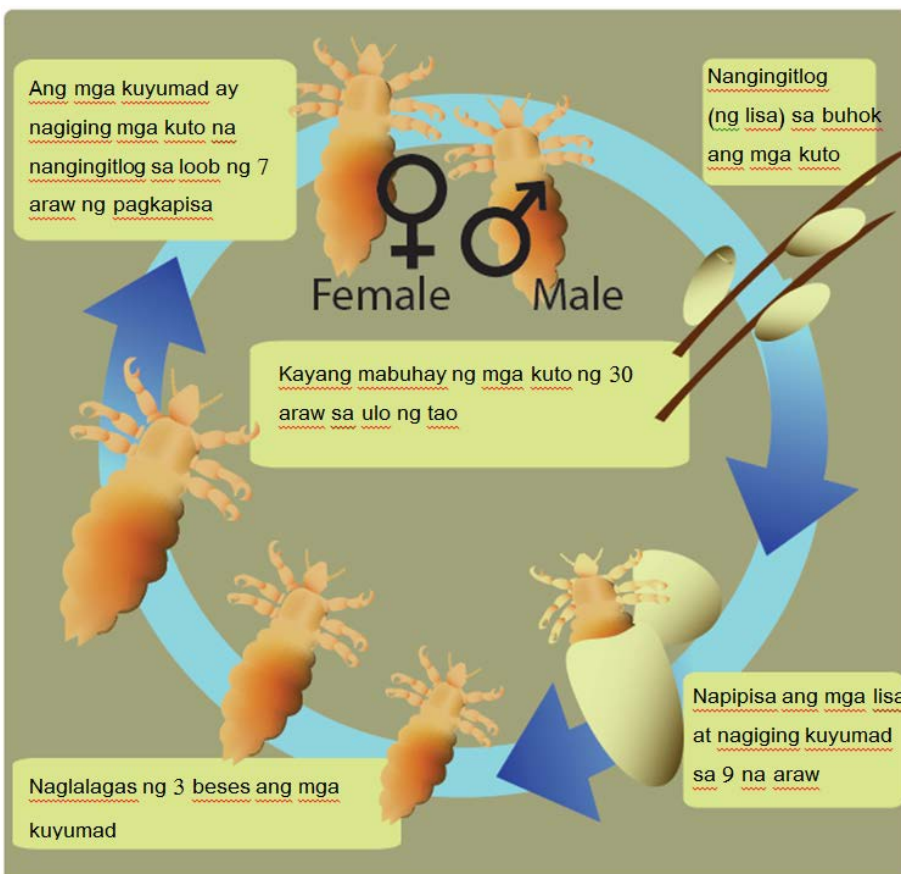 Ang mga kuyumad ay
nagiging mga kuto na
nangingitlog sa loob ng 7
araw ng pagkapisa
Nangingitlog
(ng lisa) sa buhok
ang mga kuto
Female
Male
Kayang mabuhay ng mga kuto ng 30
araw sa ulo ng tao
Napipisa ang mga lisa
at nagiging kuyumad
sa 9 na araw
Naglalagas ng 3 beses ang mga
kuyumad